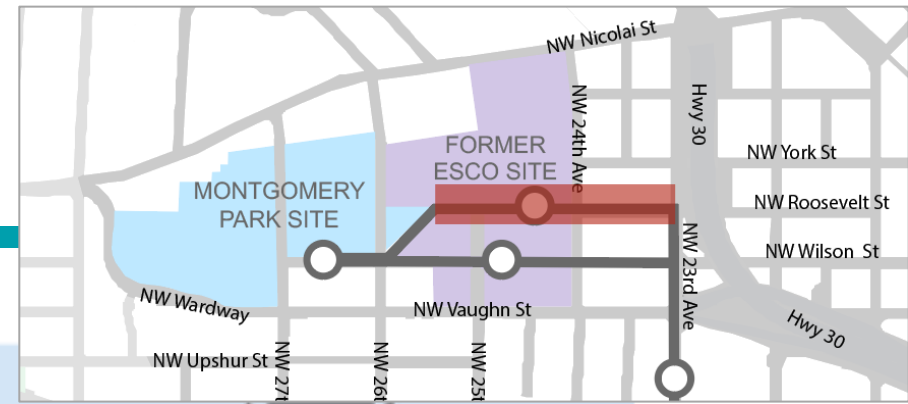 NW Nicolai St
Hwy 30
NW 24th Ave
FORMER
ESCO SITE
NW York St
MONTGOMERY
PARK SITE
NW Roosevelt St
NW 23rd Ave
NW Wilson St
NW Wardway
NW Vaughn St
Hwy 30
NW Upshur St
NW 27t
NW 26t
NW 25t